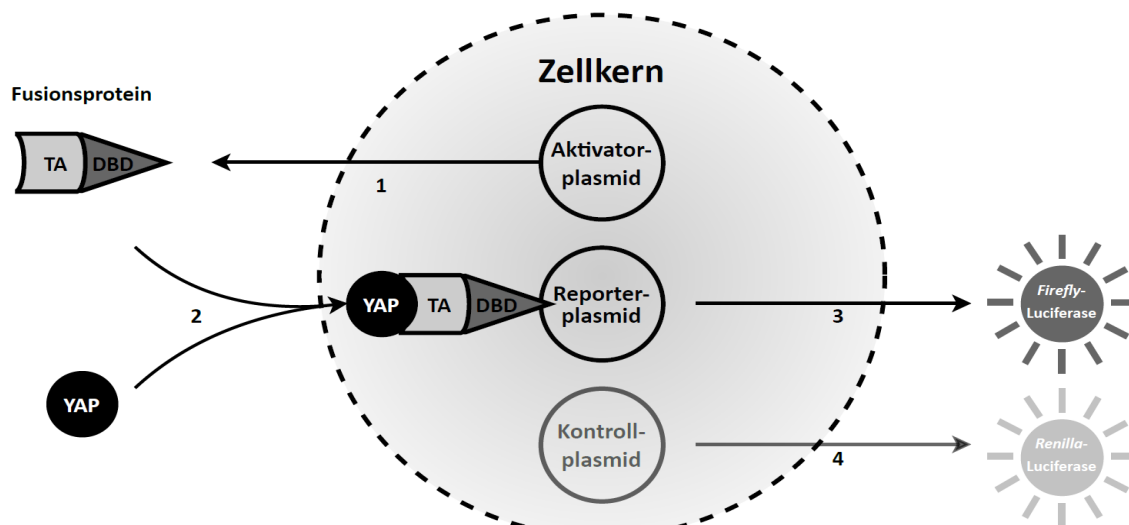 Zellkern
Fusionsprotein
TA
DBD
1
Aktivator-
plasmid
2
YAP
TA
DBD
Reporter-
plasmid
3
Firefly-
Luciferase
YAP
Kontroll-
plasmid
4
Renilla-
Luciferase